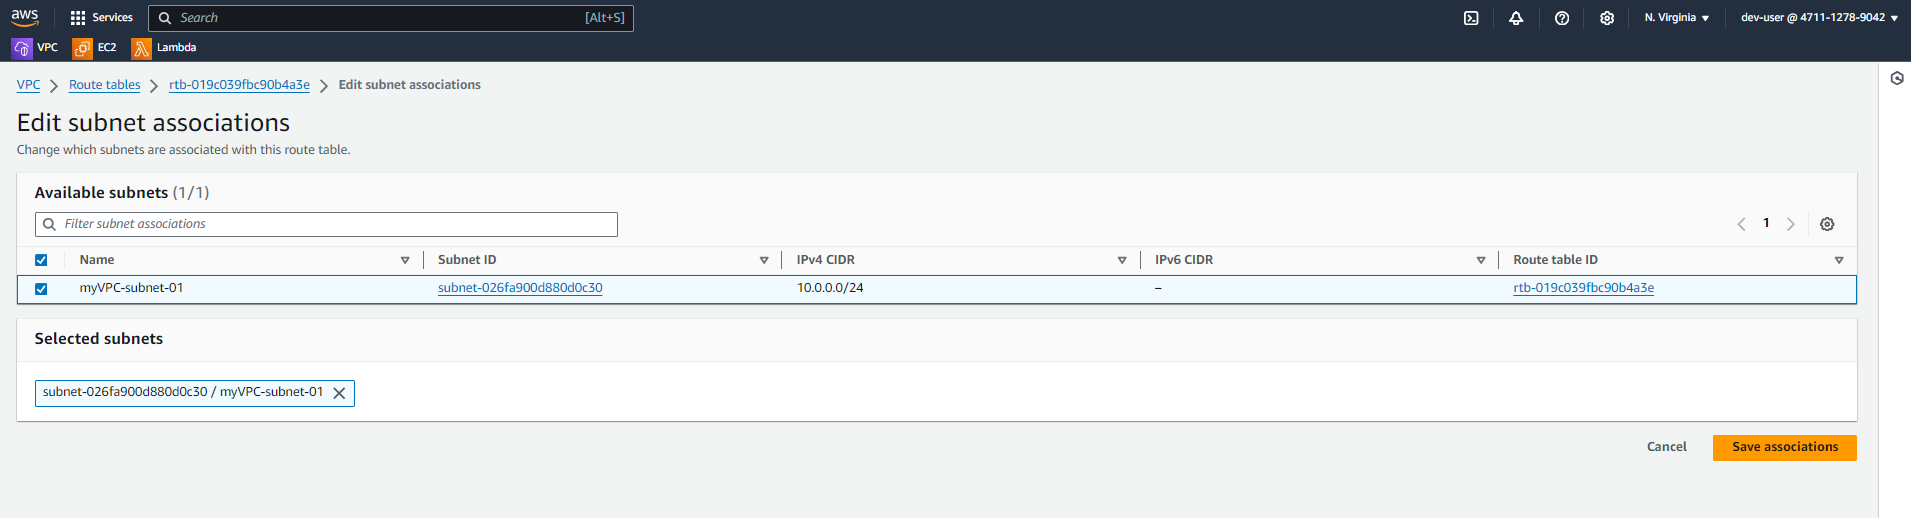 aws Services Search [Alt+S] N. Virginia dev-user @ 4711-1278-9042
VPC EC2 Lambda
VPC Route tables rtb-019c039fbc90b4a3e Edit subnet associations
Edit subnet associations
Change which subnets are associated with this route table.
Available subnets (1/1)
Filter subnet associations 1
Name Subnet ID IPv4 CIDR IPv6 CIDR Route table ID
myVPC-subnet-01 subnet-026fa900d880d0c30 10.0.0.0/24 – rtb-019c039fbc90b4a3e
Selected subnets
subnet-026fa900d880d0c30 / myVPC-subnet-01
Cancel Save associations